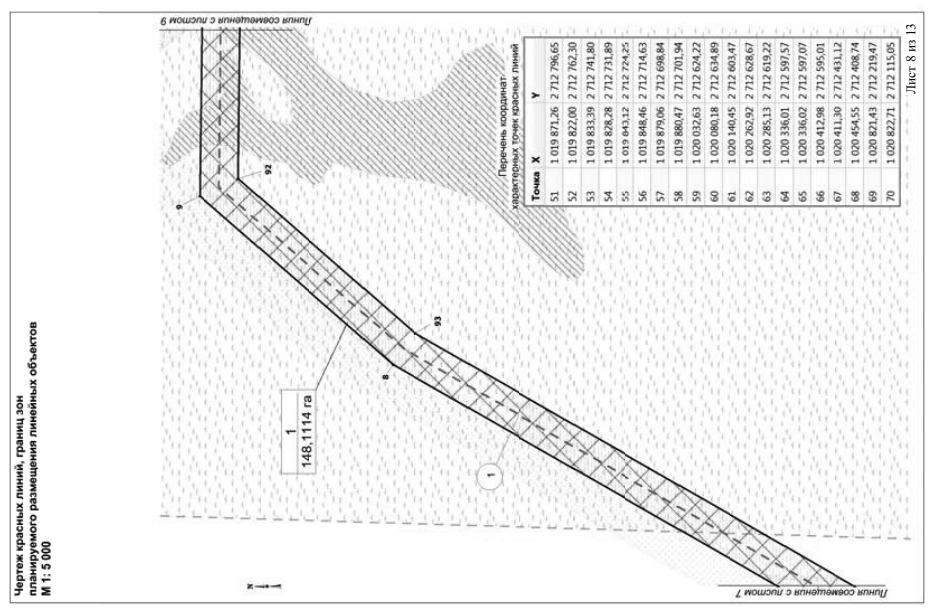 Чертеж красных линий, границ зон
планируемого размещения линейных объектов
М 1: 5 000
N
Линия совмещения с листом 9
9
92
8
93
1
148,1114 га
1
Линия совмещения с листом 7
Перечень координат
характерных точек красных линий
Точка X Y
51 1 019 871,26 2 712 796,65
52 1 019 822,00 2 712 762,30
53 1 019 833,39 2 712 741,80
54 1 019 828,28 2 712 731,89
55 1 019 843,12 2 712 724,25
56 1 019 848,46 2 712 714,63
57 1 019 879,06 2 712 698,84
58 1 019 880,47 2 712 701,94
59 1 020 032,63 2 712 624,22
60 1 020 080,18 2 712 634,89
61 1 020 140,45 2 712 603,47
62 1 020 262,92 2 712 628,67
63 1 020 285,13 2 712 619,22
64 1 020 336,01 2 712 597,57
65 1 020 336,02 2 712 597,07
66 1 020 412,98 2 712 595,01
67 1 020 411,30 2 712 431,12
68 1 020 454,55 2 712 408,74
69 1 020 821,43 2 712 219,47
70 1 020 822,71 2 712 115,05
Лист 8 из 13